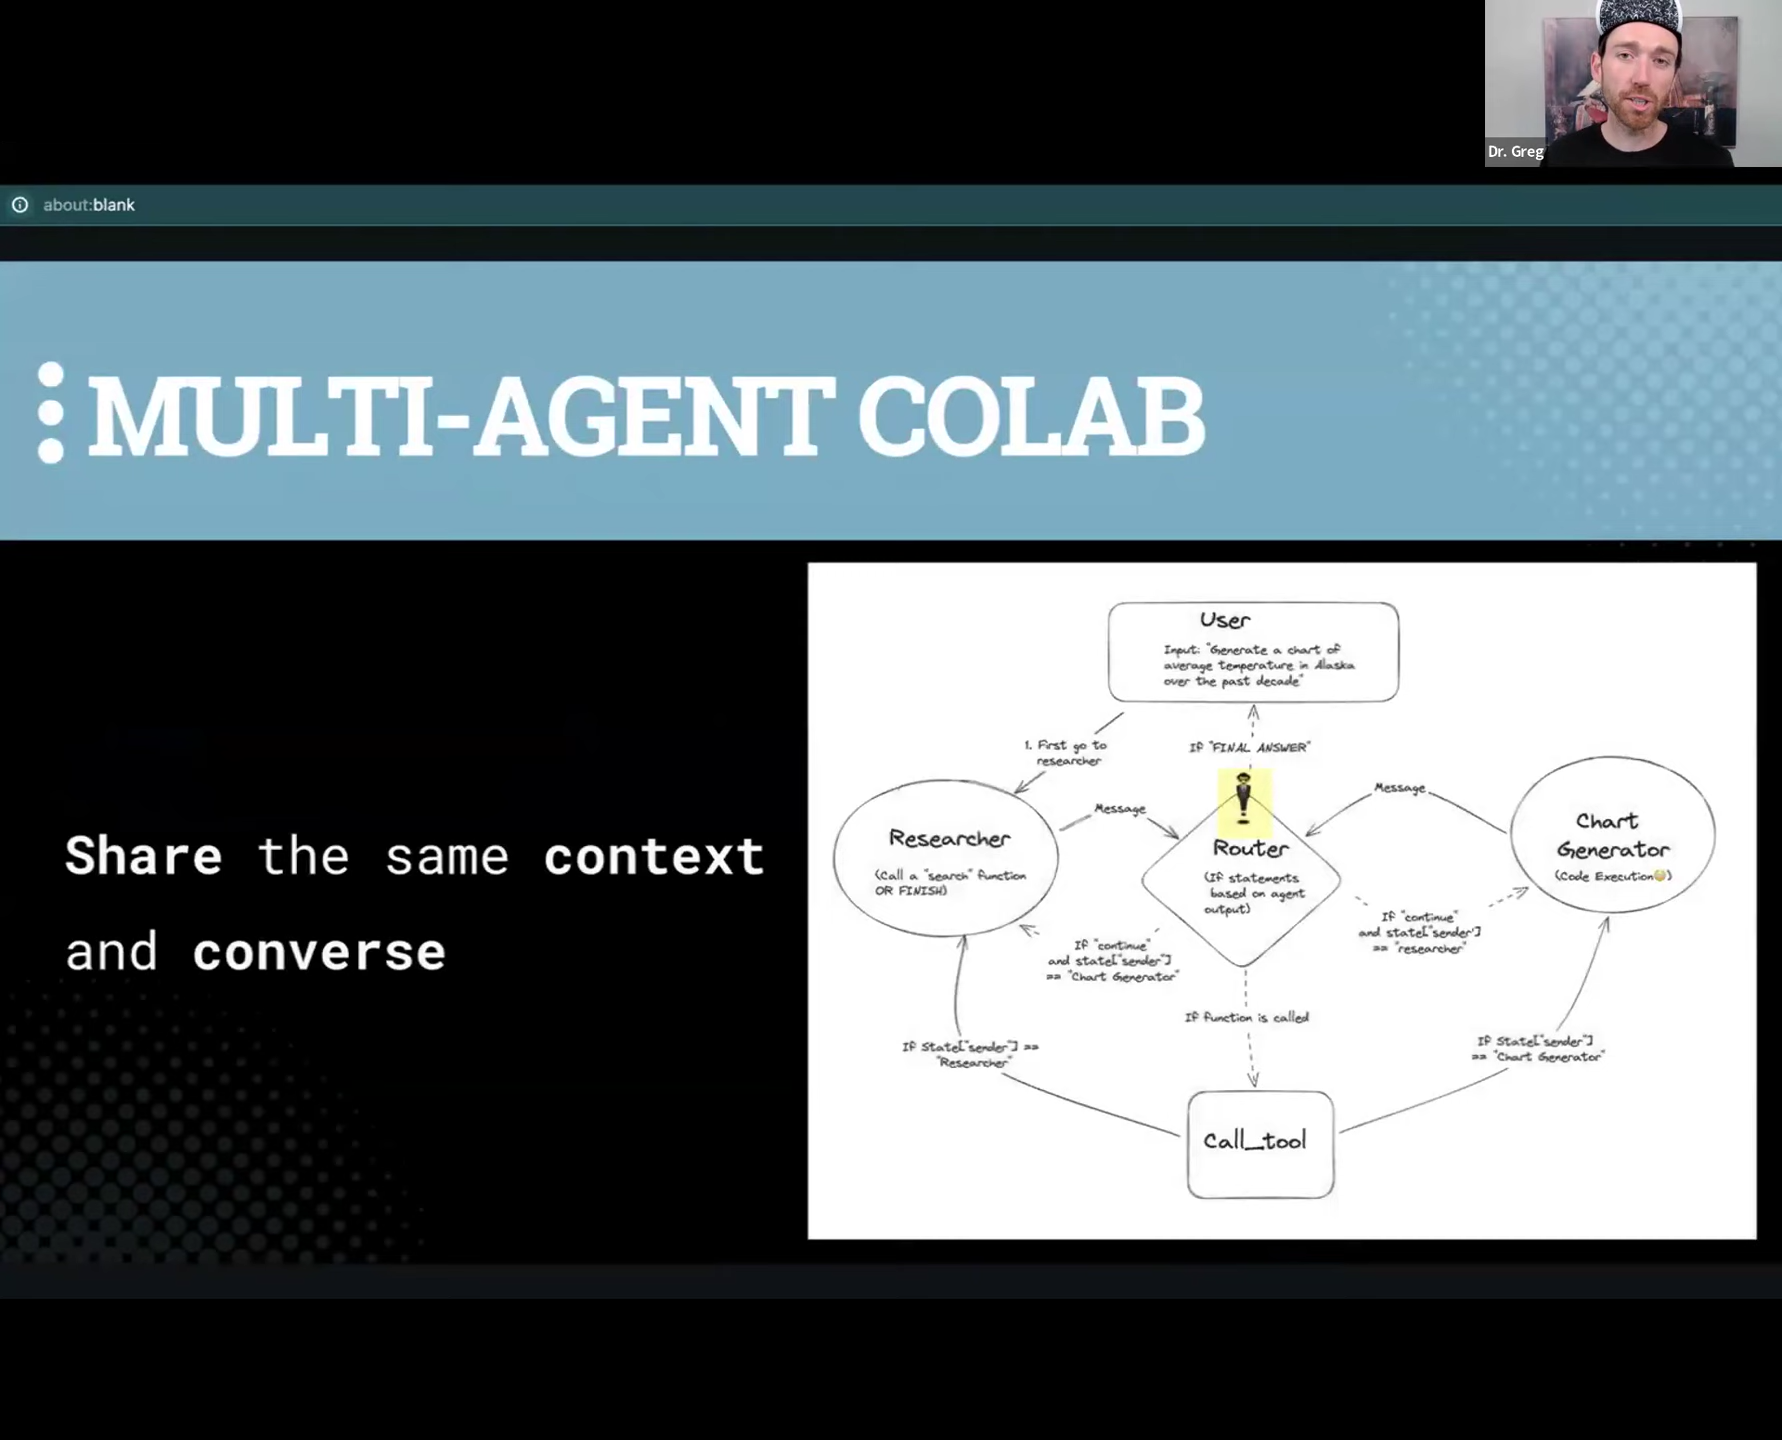 Dr. Greg
about:blank
MULTI-AGENT COLAB
Share the same context
and converse
User
Input: "Generate a chart of
average temperature in Alaska
over the past decade"
1. First go to
researcher
If "FINAL ANSWER"
Message
Message
Researcher
(Call a "search" function
OR FINISH)
Router
(If statements
based on agent
output)
Chart
Generator
(Code Execution)
If "continue"
and state["sender"]
== "Chart Generator"
If "continue"
and state["sender"]
== "researcher"
If function is called
If State["sender"] ==
"Researcher"
If State["sender"]
== "Chart Generator"
Call_tool